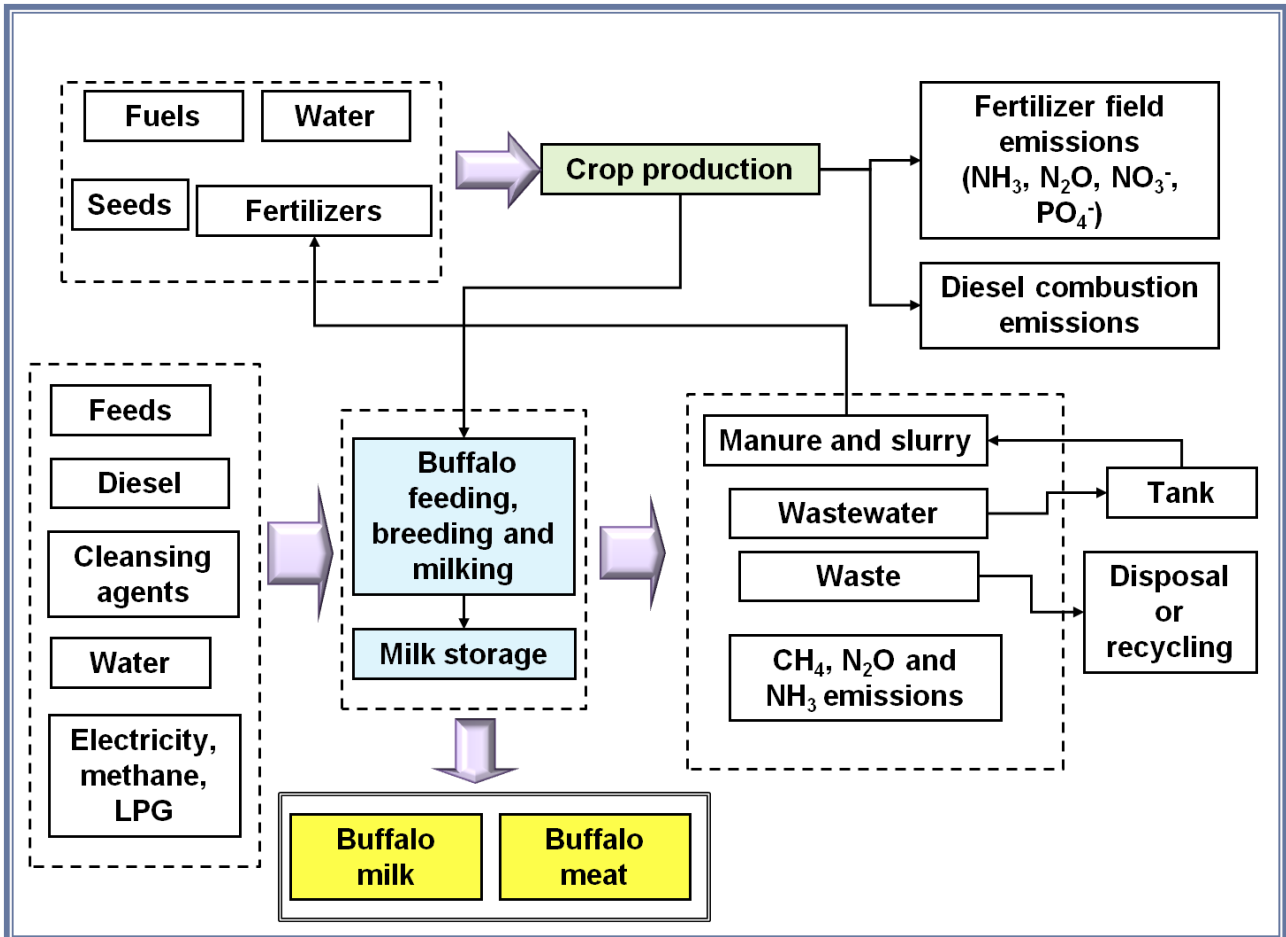 Fuels
Water
Seeds
Fertilizers
Crop production
Fertilizer field
emissions
(NH₃, N₂O, NO₃⁻,
PO₄⁻)
Diesel combustion
emissions
Feeds
Diesel
Cleansing
agents
Water
Electricity,
methane,
LPG
Buffalo
feeding,
breeding and
milking
Milk storage
Manure and slurry
Wastewater
Waste
CH₄, N₂O and
NH₃ emissions
Tank
Disposal
or
recycling
Buffalo
milk
Buffalo
meat